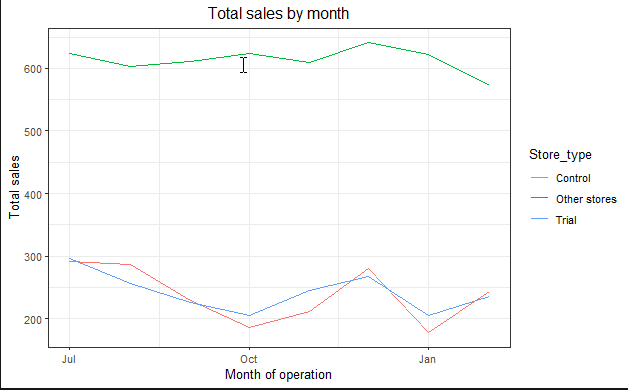 Total sales by month
Total sales
600
500
400
300
200
Jul
Oct
Jan
Month of operation
Store_type
Control
Other stores
Trial